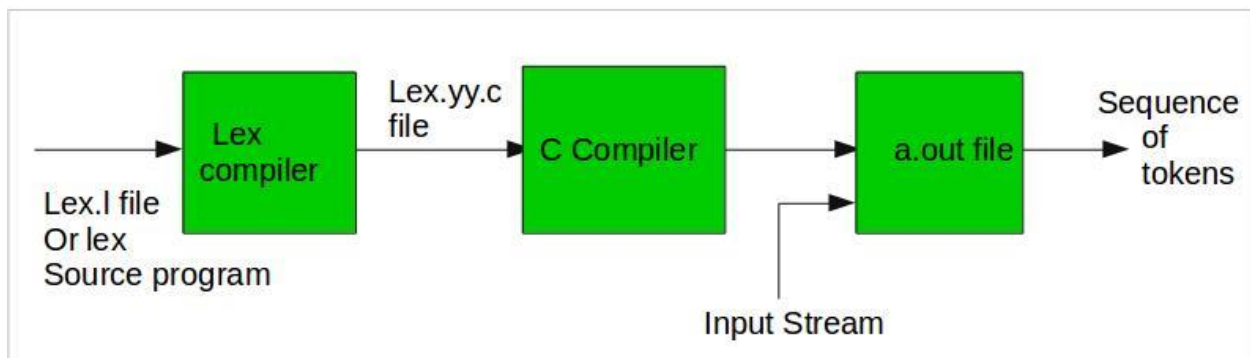 Lex.l file
Or lex
Source program
Lex
compiler
Lex.yy.c
file
C Compiler
a.out file
Input Stream
Sequence
of
tokens